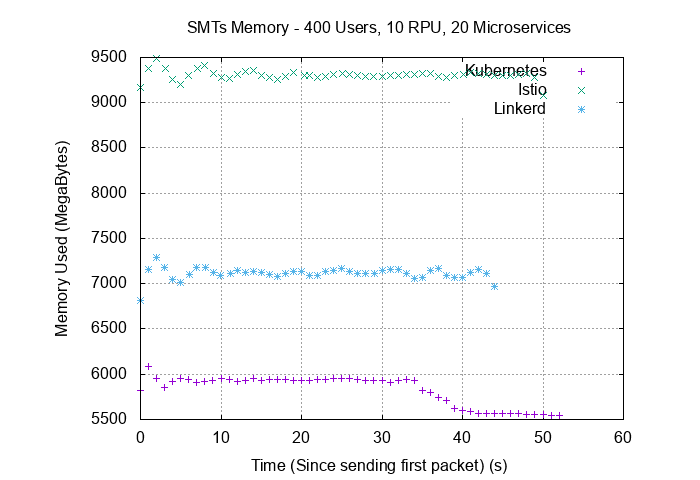 SMTs Memory - 400 Users, 10 RPU, 20 Microservices
9500
9000
8500
8000
7500
7000
6500
6000
5500
Memory Used (MegaBytes)
Kubernetes
Istio
Linkerd
0 10 20 30 40 50 60
Time (Since sending first packet) (s)